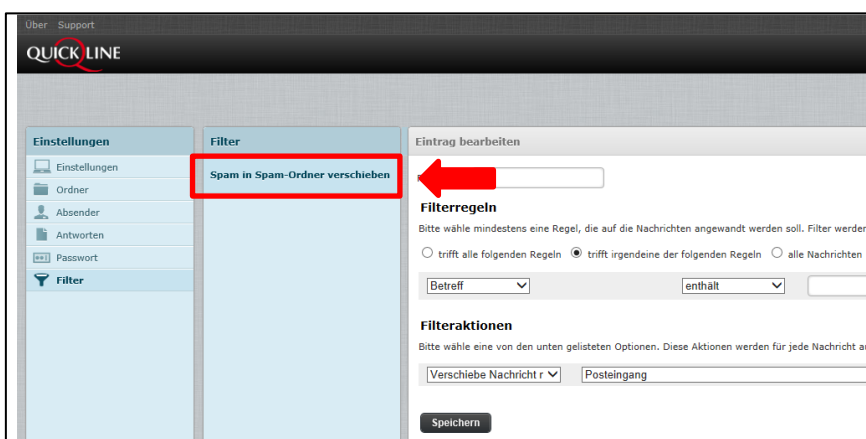 Über Support
QUICKLINE
Einstellungen
Einstellungen
Ordner
Absender
Antworten
Passwort
Filter
Filter
Spam in Spam-Ordner verschieben
Eintrag bearbeiten
Filterregeln
Bitte wähle mindestens eine Regel, die auf die Nachrichten angewandt werden soll. Filter werden
trifft alle folgenden Regeln trifft irgendeine der folgenden Regeln alle Nachrichten
Betreff enthält
Filteraktionen
Bitte wähle eine von den unten gelisteten Optionen. Diese Aktionen werden für jede Nachricht
Verschiebe Nachricht Posteingang
Speichern